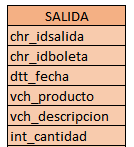 SALIDA
chr_idsalida
chr_idboleta
dtt_fecha
vch_producto
vch_descripcion
int_cantidad